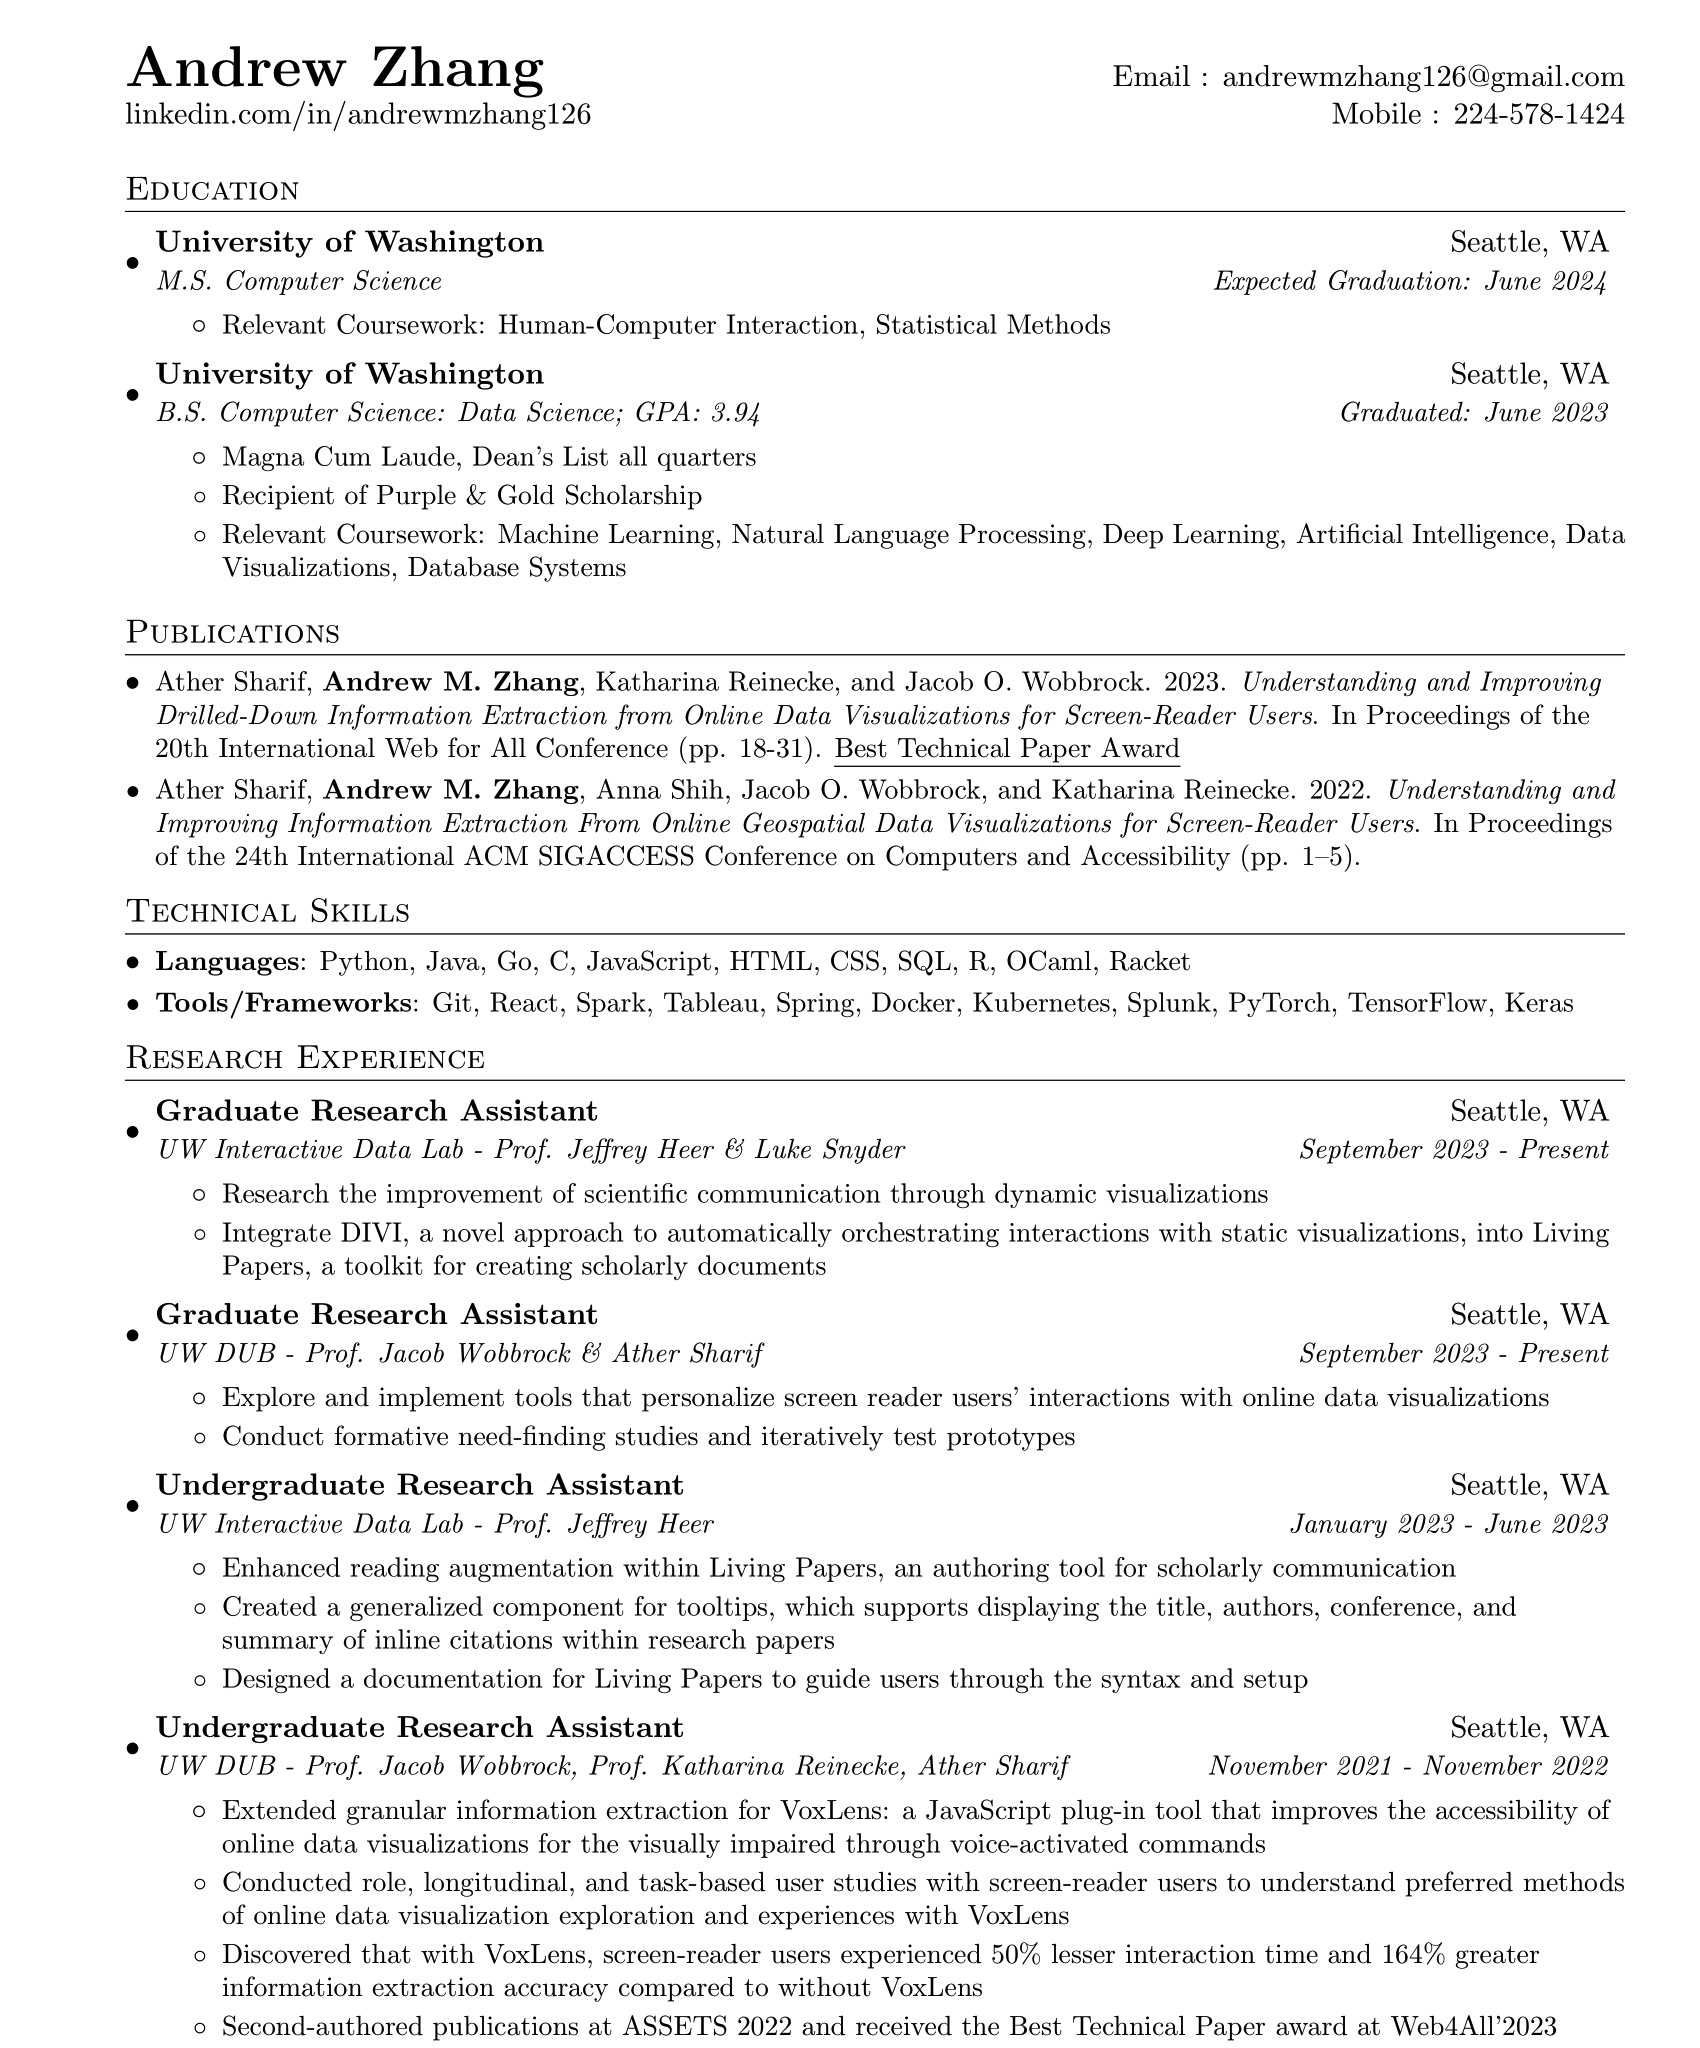 Andrew Zhang
Email : andrewmzhang126@gmail.com
linkedin.com/in/andrewmzhang126
Mobile : 224-578-1424
Education
• University of Washington Seattle, WA
M.S. Computer Science Expected Graduation: June 2024
◦ Relevant Coursework: Human-Computer Interaction, Statistical Methods
• University of Washington Seattle, WA
B.S. Computer Science: Data Science; GPA: 3.94 Graduated: June 2023
◦ Magna Cum Laude, Dean's List all quarters
◦ Recipient of Purple & Gold Scholarship
◦ Relevant Coursework: Machine Learning, Natural Language Processing, Deep Learning, Artificial Intelligence, Data
Visualizations, Database Systems
Publications
• Ather Sharif, Andrew M. Zhang, Katharina Reinecke, and Jacob O. Wobbrock. 2023. Understanding and Improving
Drilled-Down Information Extraction from Online Data Visualizations for Screen-Reader Users. In Proceedings of the
20th International Web for All Conference (pp. 18-31). Best Technical Paper Award
• Ather Sharif, Andrew M. Zhang, Anna Shih, Jacob O. Wobbrock, and Katharina Reinecke. 2022. Understanding and
Improving Information Extraction From Online Geospatial Data Visualizations for Screen-Reader Users. In Proceedings
of the 24th International ACM SIGACCESS Conference on Computers and Accessibility (pp. 1–5).
Technical Skills
• Languages: Python, Java, Go, C, JavaScript, HTML, CSS, SQL, R, OCaml, Racket
• Tools/Frameworks: Git, React, Spark, Tableau, Spring, Docker, Kubernetes, Splunk, PyTorch, TensorFlow, Keras
Research Experience
• Graduate Research Assistant Seattle, WA
UW Interactive Data Lab - Prof. Jeffrey Heer & Luke Snyder September 2023 - Present
◦ Research the improvement of scientific communication through dynamic visualizations
◦ Integrate DIVI, a novel approach to automatically orchestrating interactions with static visualizations, into Living
Papers, a toolkit for creating scholarly documents
• Graduate Research Assistant Seattle, WA
UW DUB - Prof. Jacob Wobbrock & Ather Sharif September 2023 - Present
◦ Explore and implement tools that personalize screen reader users' interactions with online data visualizations
◦ Conduct formative need-finding studies and iteratively test prototypes
• Undergraduate Research Assistant Seattle, WA
UW Interactive Data Lab - Prof. Jeffrey Heer January 2023 - June 2023
◦ Enhanced reading augmentation within Living Papers, an authoring tool for scholarly communication
◦ Created a generalized component for tooltips, which supports displaying the title, authors, conference, and
summary of inline citations within research papers
◦ Designed a documentation for Living Papers to guide users through the syntax and setup
• Undergraduate Research Assistant Seattle, WA
UW DUB - Prof. Jacob Wobbrock, Prof. Katharina Reinecke, Ather Sharif November 2021 - November 2022
◦ Extended granular information extraction for VoxLens: a JavaScript plug-in tool that improves the accessibility of
online data visualizations for the visually impaired through voice-activated commands
◦ Conducted role, longitudinal, and task-based user studies with screen-reader users to understand preferred methods
of online data visualization exploration and experiences with VoxLens
◦ Discovered that with VoxLens, screen-reader users experienced 50% lesser interaction time and 164% greater
information extraction accuracy compared to without VoxLens
◦ Second-authored publications at ASSETS 2022 and received the Best Technical Paper award at Web4All'2023